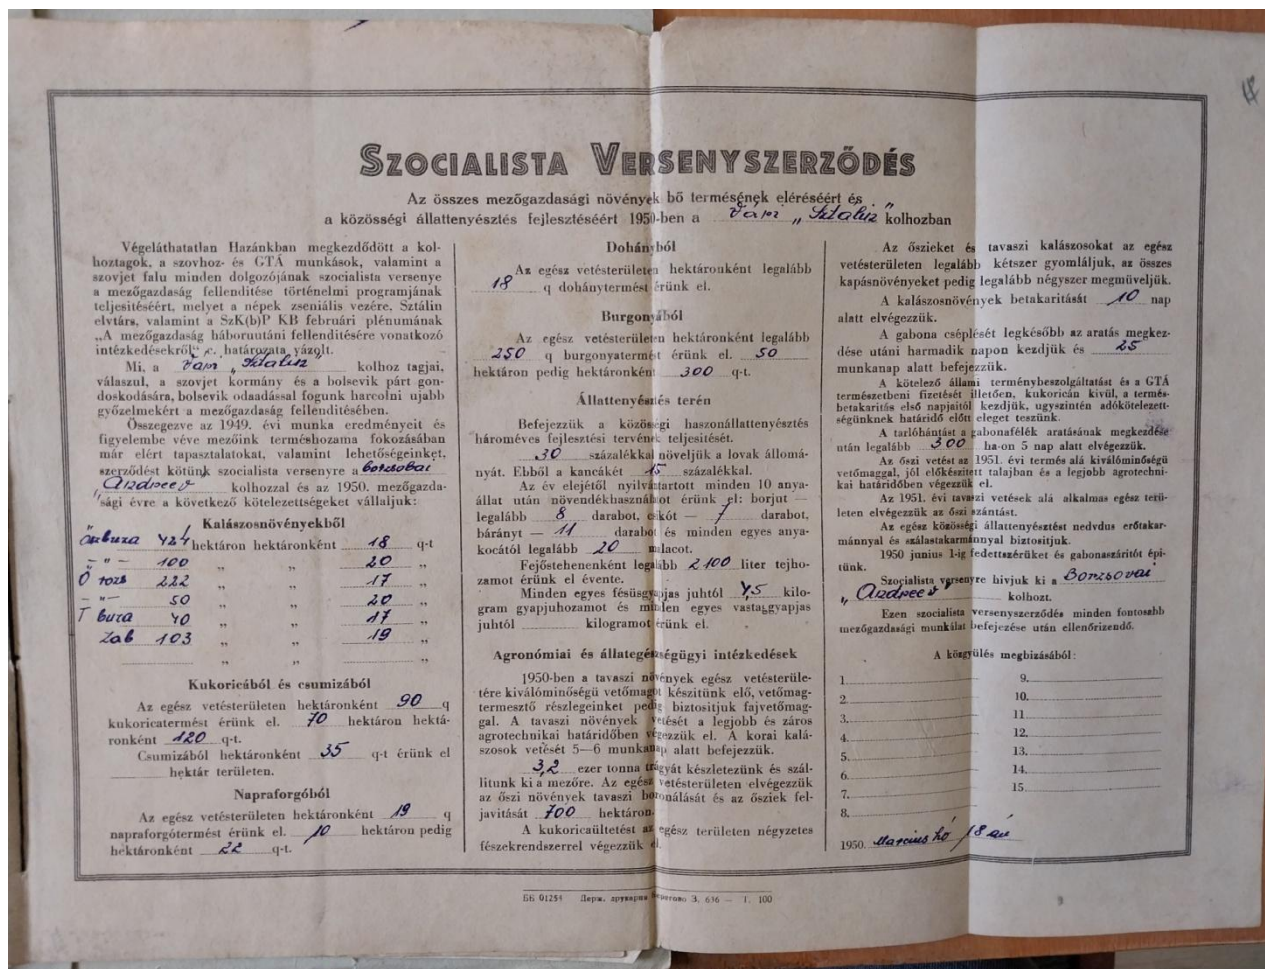 SZOCIALISTA VERSENYSZERZŐDÉS
Az összes mezőgazdasági növények bő termésének eléréséért és
a közösségi állattenyésztés fejlesztéséért 1950-ben a Vári „Sztalin” kolhozban
Végeláthatatlan Hazánkban megkezdődött a kol-
hoztagok, a szovhoz- és GTÁ munkások, valamint a
szovjet falu minden dolgozójának szocialista versenye
a mezőgazdaság fellenditése történelmi programjának
teljesitéséért, melyet a népek zseniális vezére, Sztálin
elvtárs, valamint a SzK(b)P KB februári plénumának
„A mezőgazdaság háboruutáni fellenditésére vonatkozó
intézkedésekről” c. határozata vázolt.
Mi, a Vári „Sztalin” kolhoz tagjai,
válaszul, a szovjet kormány és a bolsevik párt gon-
doskodására, bolsevik odaadással fogunk harcolni ujabb
győzelmekért a mezőgazdaság fellenditésében.
Összegezve az 1949. évi munka eredményeit és
figyelembe véve mezőink terméshozama fokozásában
már elért tapasztalatokat, valamint lehetőségeinket,
szerződést kötünk szocialista versenyre a borzsovai
„Andreev” kolhozzal és az 1950. mezőgazda-
sági évre a következő kötelezettségeket vállaljuk:
Kalászosnövényekből
Őszibuza 424 hektáron hektáronként 18 q-t
– " – 100 „ „ 20 „
Ő rozs 222 „ „ 17 „
– " – 50 „ „ 20 „
T buza 40 „ „ 17 „
Zab 103 „ „ 19 „
„ „ „
Kukoricából és csumizából
Az egész vetésterületen hektáronként 90 q
kukoricatermést érünk el. 70 hektáron hektá-
ronként 120 q-t.
Csumizából hektáronként 35 q-t érünk el
hektár területen.
Napraforgóból
Az egész vetésterületen hektáronként 19 q
napraforgótermést érünk el. 10 hektáron pedig
hektáronként 22 q-t.
Dohányból
Az egész vetésterületen hektáronként legalább
18 q dohánytermést érünk el.
Burgonyából
Az egész vetésterületen hektáronként legalább
250 q burgonyatermést érünk el. 50
hektáron pedig hektáronként 300 q-t.
Állattenyésztés terén
Befejezzük a közösségi haszonállattenyésztés
hároméves fejlesztési tervének teljesitését.
30 százalékkal növeljük a lovak állomá-
nyát. Ebből a kancákét 15 százalékkal.
Az év elejétől nyilvántartott minden 10 anya-
állat után növendékhasználatot érünk el: borjut —
legalább 8 darabot, csikót — 7 darabot,
bárányt — 11 darabot és minden egyes anya-
kocától legalább 20 malacot.
Fejőstehenenként legalább 2100 liter tejho-
zamot érünk el évente.
Minden egyes fésüsgyapjas juhtól 4,5 kilo-
gram gyapjuhozamot és minden egyes vastaggyapjas
juhtól kilogramot érünk el.
Agronómiai és állategészségügyi intézkedések
1950-ben a tavaszi növények egész vetésterüle-
tére kiválóminőségü vetőmagot készitünk elő, vetőmag-
termesztő részlegeinket pedig biztositjuk fajvetőmag-
gal. A tavaszi növények vetését a legjobb és záros
agrotechnikai határidőben végezzük el. A korai kalá-
szosok vetését 5—6 munkanap alatt befejezzük.
3,2 ezer tonna trágyát készletezünk és szál-
litunk ki a mezőre. Az egész vetésterületen elvégezzük
az őszi növények tavaszi boronálását és az ősziek fel-
javitását 700 hektáron.
A kukoricaültetést az egész területen négyzetes
fészekrendszerrel végezzük el.
Az őszieket és tavaszi kalászosokat az egész
vetésterületen legalább kétszer gyomláljuk, az összes
kapásnövényeket pedig legalább négyszer megmüveljük.
A kalászosnövények betakaritását 10 nap
alatt elvégezzük.
A gabona cséplését legkésőbb az aratás megkez-
dése utáni harmadik napon kezdjük és 25
munkanap alatt befejezzük.
A kötelező állami terménybeszolgáltatást és a GTÁ
természetbeni fizetését illetően, kukoricán kivül, a termés-
betakaritás első napjaitól kezdjük, ugyszintén adókötelezett-
ségünknek határidő előtt eleget teszünk.
A tarlóhántást a gabonafélék aratásának megkezdése
után legalább 300 ha-on 5 nap alatt elvégezzük.
Az őszi vetést az 1951. évi termés alá kiválóminőségü
vetőmaggal, jól előkészitett talajban és a legjobb agrotechni-
kai határidőben végezzük el.
Az 1951. évi tavaszi vetések alá alkalmas egész terü-
leten elvégezzük az őszi szántást.
Az egész közösségi állattenyésztést nedvdus erőtakar-
mánnyal és szálastakarmánnyal biztositjuk.
1950 junius 1-ig fedettszérüket és gabonaszáritót épi-
tünk.
Szocialista versenyre hivjuk ki a Borzsovai
„Andreev” kolhozt.
Ezen szocialista versenyszerződés minden fontosabb
mezőgazdasági munkálat befejezése után ellenőrizendő.
A közgyülés megbizásából:
1.
2.
3.
4.
5.
6.
7.
8.
9.
10.
11.
12.
13.
14.
15.
1950. Március hó 18 án
ББ 01254 Держ. друкарня Берегово З. 636 — Т. 100